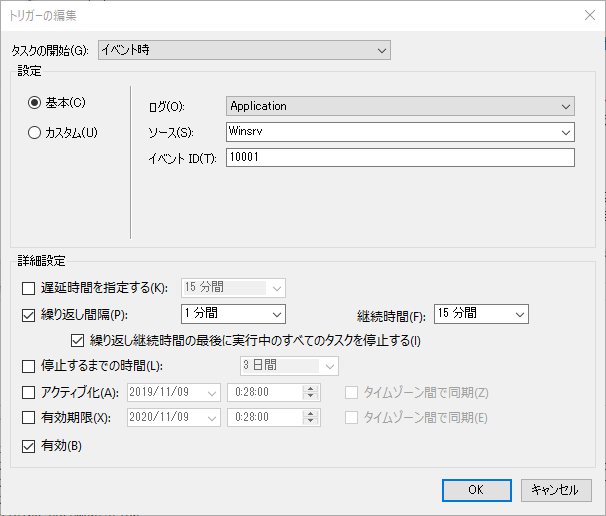 トリガーの編集
タスクの開始(G): イベント時
設定
基本(C)
カスタム(U)
ログ(O): Application
ソース(S): Winsrv
イベント ID(T): 10001
詳細設定
遅延時間を指定する(K): 15 分間
繰り返し間隔(P): 1 分間 継続時間(F): 15 分間
繰り返し継続時間の最後に実行中のすべてのタスクを停止する(I)
停止するまでの時間(L): 3 日間
アクティブ化(A): 2019/11/09 0:28:00 タイムゾーン間で同期(Z)
有効期限(X): 2020/11/09 0:28:00 タイムゾーン間で同期(E)
有効(B)
OK キャンセル